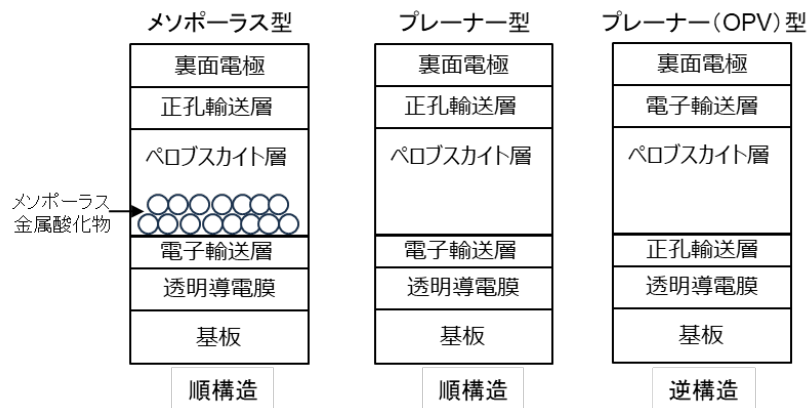 メソポーラス型
裏面電極
正孔輸送層
ペロブスカイト層
メソポーラス
金属酸化物
電子輸送層
透明導電膜
基板
順構造
プレーナー型
裏面電極
正孔輸送層
ペロブスカイト層
電子輸送層
透明導電膜
基板
順構造
プレーナー(OPV)型
裏面電極
電子輸送層
ペロブスカイト層
正孔輸送層
透明導電膜
基板
逆構造